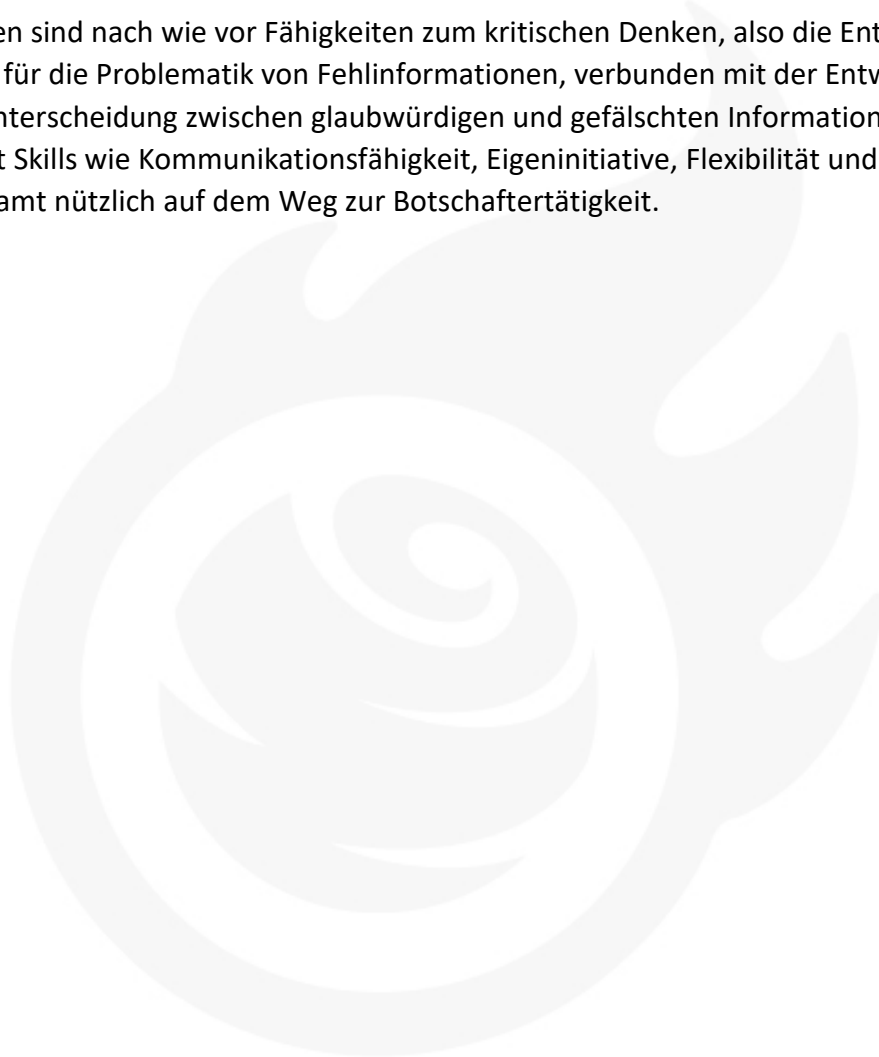 en sind nach wie vor Fähigkeiten zum kritischen Denken, also die Ent
für die Problematik von Fehlinformationen, verbunden mit der Entw
nterscheidung zwischen glaubwürdigen und gefälschten Information
t Skills wie Kommunikationsfähigkeit, Eigeninitiative, Flexibilität und
amt nützlich auf dem Weg zur Botschaftertätigkeit.